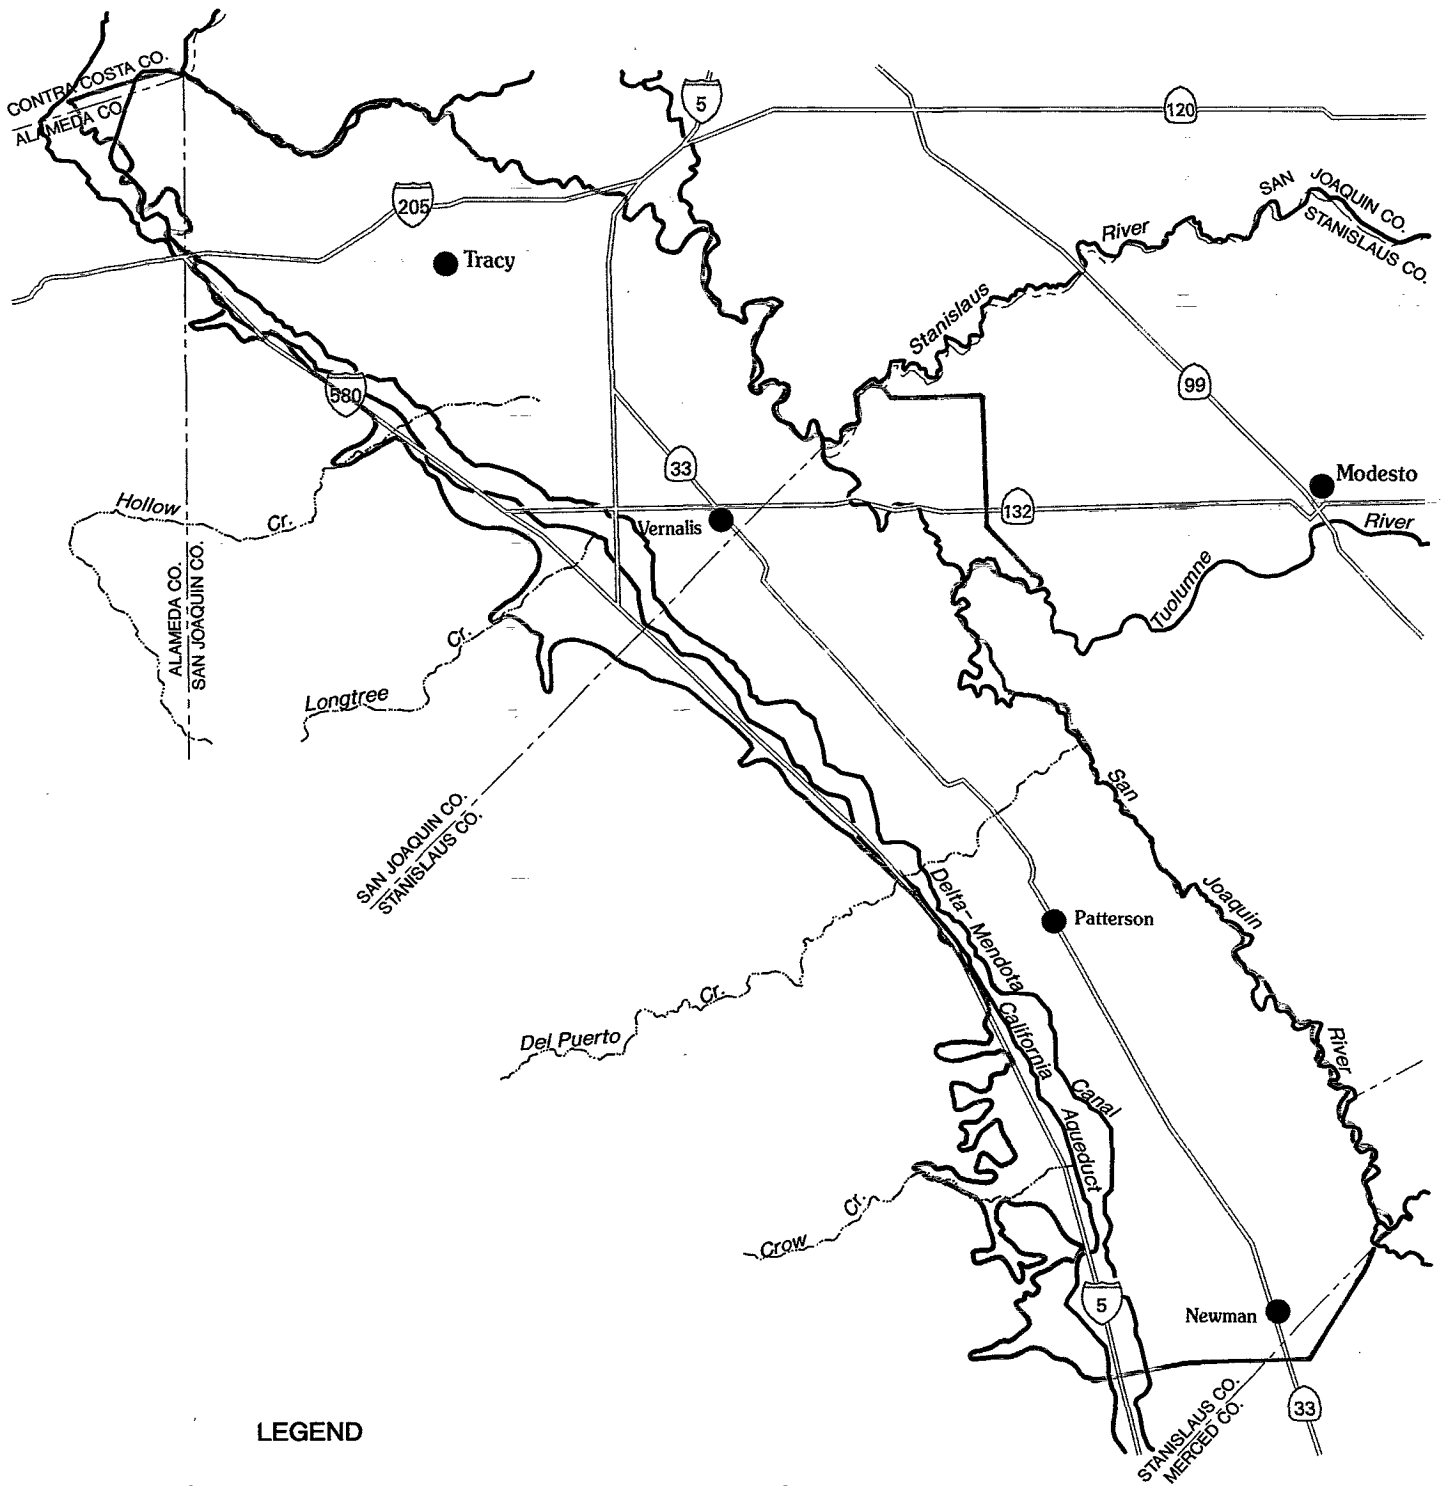 CONTRA COSTA CO.
ALAMEDA CO.
5
120
205
Tracy
River
SAN JOAQUIN CO.
STANISLAUS CO.
Stanislaus
580
99
33
Modesto
Hollow Cr.
Vernalis
132
River
Tuolumne
ALAMEDA CO.
SAN JOAQUIN CO.
Longtree Cr.
San Joaquin River
SAN JOAQUIN CO.
STANISLAUS CO.
Delta-Mendota Canal
Patterson
Del Puerto Cr.
California Aqueduct
Crow Cr.
5
Newman
33
STANISLAUS CO.
MERCED CO.
LEGEND